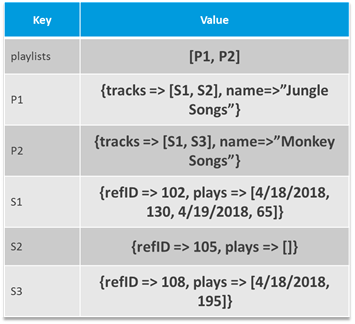 Key Value
playlists [P1, P2]
P1 {tracks => [S1, S2], name=>”Jungle
Songs”}
P2 {tracks => [S1, S3], name=>”Monkey
Songs”}
S1 {refID => 102, plays => [4/18/2018,
130, 4/19/2018, 65]}
S2 {refID => 105, plays => []}
S3 {refID => 108, plays => [4/18/2018,
195]}